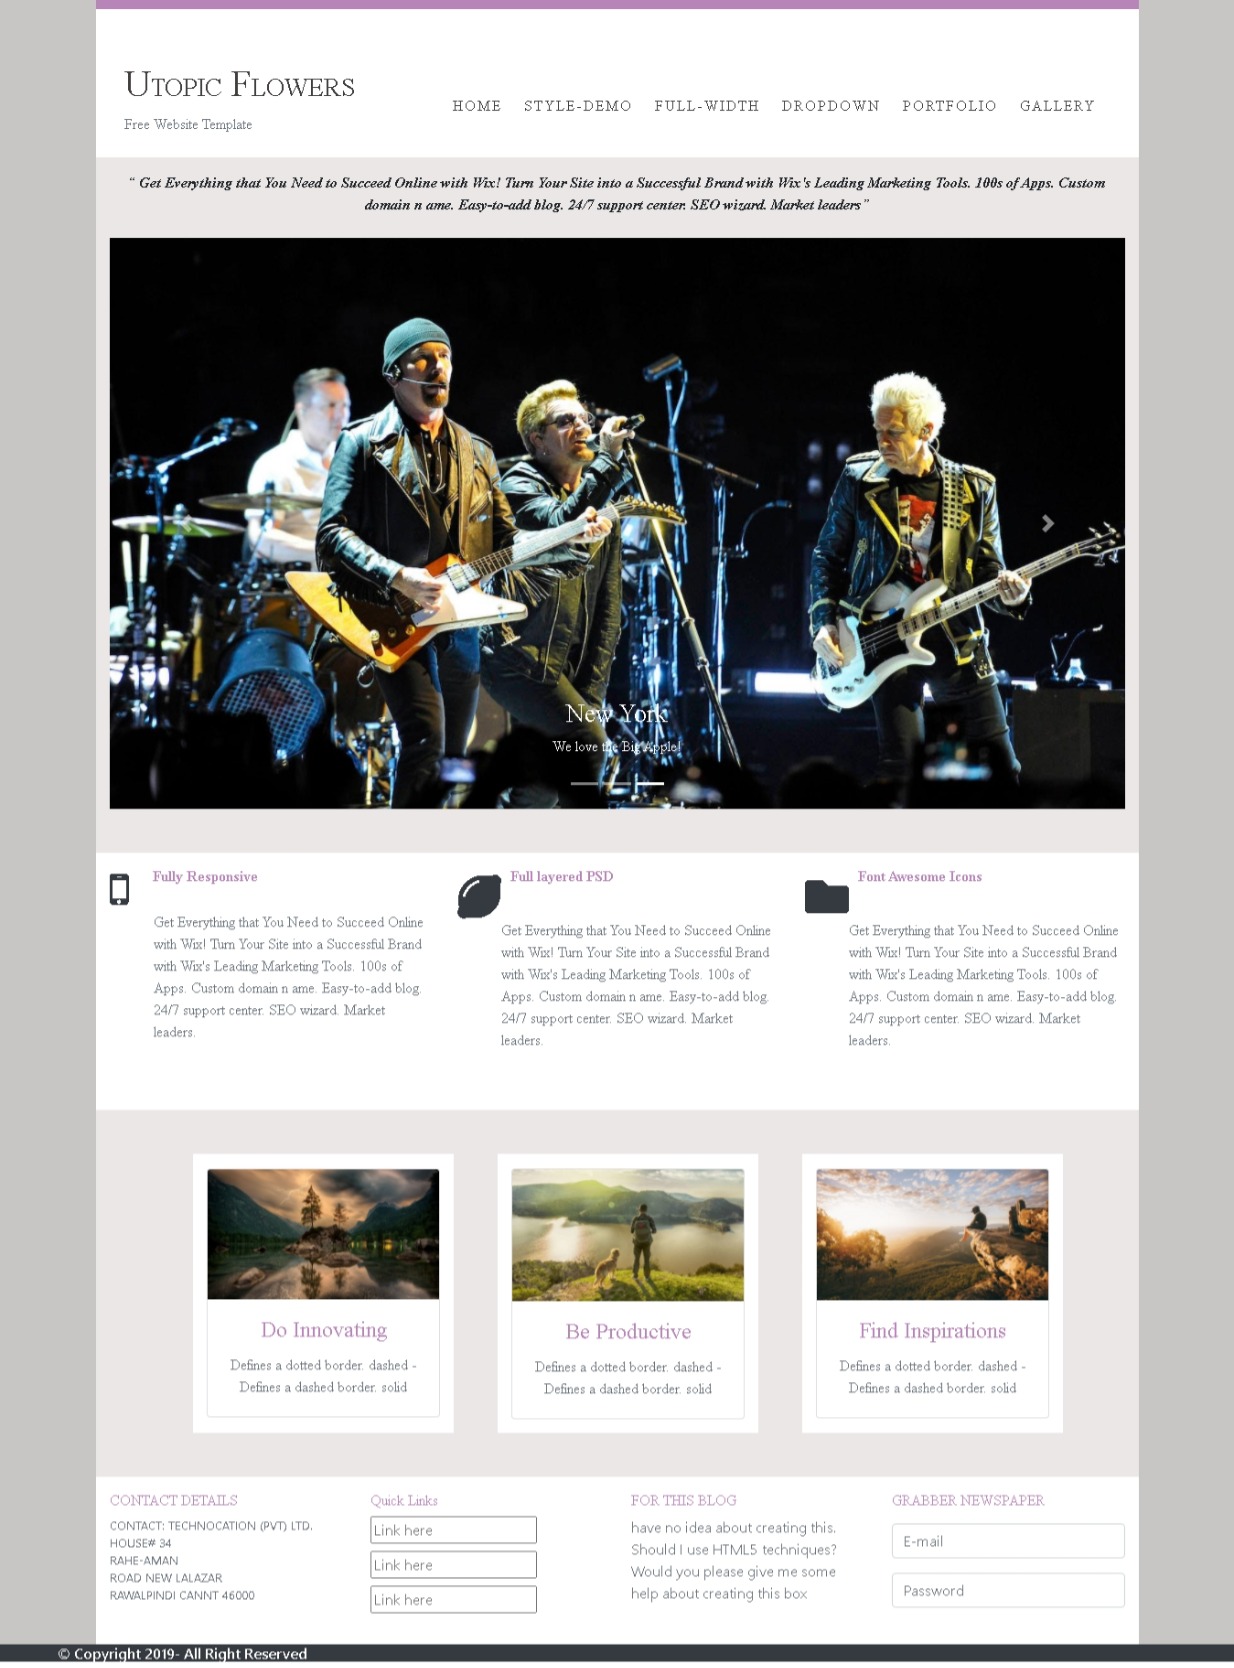 Utopic Flowers
Free Website Template
HOME STYLE-DEMO FULL-WIDTH DROPDOWN PORTFOLIO GALLERY
“ Get Everything that You Need to Succeed Online with Wix! Turn Your Site into a Successful Brand with Wix's Leading Marketing Tools. 100s of Apps. Custom
domain n ame. Easy-to-add blog. 24/7 support center. SEO wizard. Market leaders”
New York
We love the Big Apple!
Fully Responsive
Get Everything that You Need to Succeed Online
with Wix! Turn Your Site into a Successful Brand
with Wix's Leading Marketing Tools. 100s of
Apps. Custom domain n ame. Easy-to-add blog.
24/7 support center. SEO wizard. Market
leaders.
Full layered PSD
Get Everything that You Need to Succeed Online
with Wix! Turn Your Site into a Successful Brand
with Wix's Leading Marketing Tools. 100s of
Apps. Custom domain n ame. Easy-to-add blog.
24/7 support center. SEO wizard. Market
leaders.
Font Awesome Icons
Get Everything that You Need to Succeed Online
with Wix! Turn Your Site into a Successful Brand
with Wix's Leading Marketing Tools. 100s of
Apps. Custom domain n ame. Easy-to-add blog.
24/7 support center. SEO wizard. Market
leaders.
Do Innovating
Defines a dotted border. dashed -
Defines a dashed border. solid
Be Productive
Defines a dotted border. dashed -
Defines a dashed border. solid
Find Inspirations
Defines a dotted border. dashed -
Defines a dashed border. solid
CONTACT DETAILS
CONTACT: TECHNOCATION (PVT) LTD.
HOUSE# 34
RAHE-AMAN
ROAD NEW LALAZAR
RAWALPINDI CANNT 46000
Quick Links
Link here
Link here
Link here
FOR THIS BLOG
have no idea about creating this.
Should I use HTML5 techniques?
Would you please give me some
help about creating this box
GRABBER NEWSPAPER
E-mail
Password
© Copyright 2019- All Right Reserved